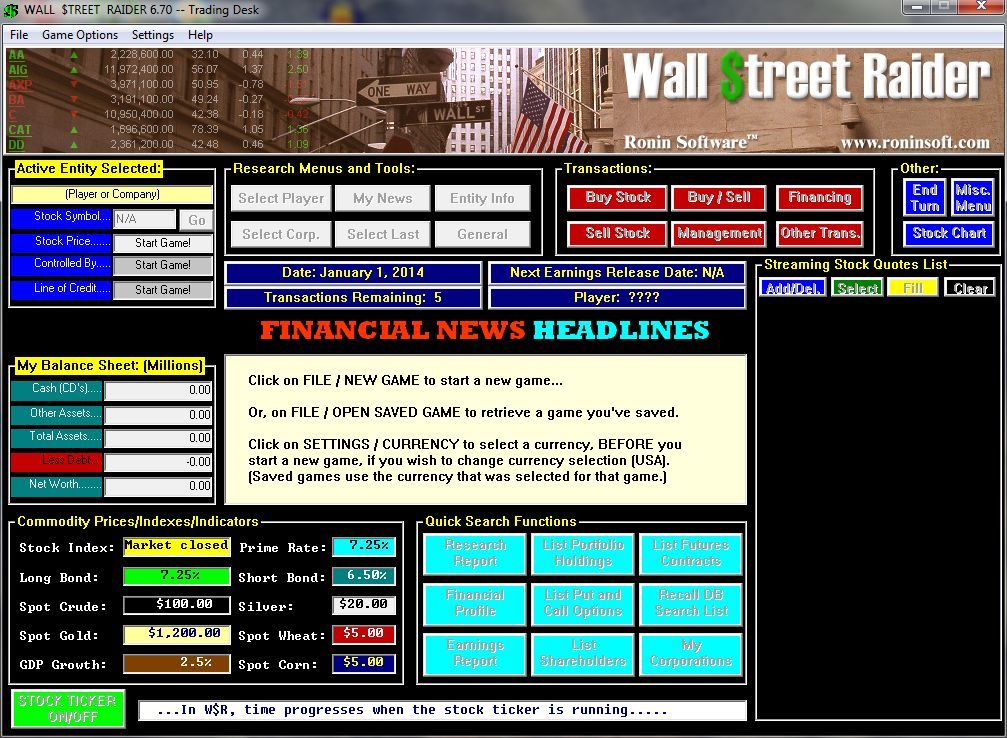 WALL $TREET RAIDER 6.70 -- Trading Desk
File Game Options Settings Help
AA 2,228,600.00 32.10 0.44 1.39
AIG 11,972,400.00 56.07 1.37 2.50
AXP 3,971,100.00 50.95 -0.78
BA 3,191,100.00 49.24 -0.27
C 10,950,400.00 42.38 -0.18 -0.42
CAT 1,696,600.00 78.39 1.05 1.36
DD 2,361,200.00 42.48 0.46 1.09
ONE WAY
WALL ST
Wall $treet Raider
Ronin Software™ www.roninsoft.com
Active Entity Selected:
(Player or Company)
Stock Symbol.... N/A Go
Stock Price...... Start Game!
Controlled By.... Start Game!
Line of Credit.... Start Game!
Research Menus and Tools:
Select Player My News Entity Info
Select Corp. Select Last General
Transactions:
Buy Stock Buy / Sell Financing
Sell Stock Management Other Trans.
Other:
End Turn Misc. Menu
Stock Chart
Date: January 1, 2014 Next Earnings Release Date: N/A
Transactions Remaining: 5 Player: ????
Streaming Stock Quotes List
Add/Del. Select Fill Clear
FINANCIAL NEWS HEADLINES
My Balance Sheet: (Millions)
Cash (CD's).... 0.00
Other Assets.... 0.00
Total Assets.... 0.00
Less Debt... -0.00
Net Worth........ 0.00
Click on FILE / NEW GAME to start a new game...
Or, on FILE / OPEN SAVED GAME to retrieve a game you've saved.
Click on SETTINGS / CURRENCY to select a currency, BEFORE you
start a new game, if you wish to change currency selection (USA).
(Saved games use the currency that was selected for that game.)
Commodity Prices/Indexes/Indicators
Stock Index: Market closed Prime Rate: 7.25%
Long Bond: 7.25% Short Bond: 6.50%
Spot Crude: $100.00 Silver: $20.00
Spot Gold: $1,200.00 Spot Wheat: $5.00
GDP Growth: 2.5% Spot Corn: $5.00
Quick Search Functions
Research Report List Portfolio Holdings List Futures Contracts
Financial Profile List Put and Call Options Recall DB Search List
Earnings Report List Shareholders My Corporations
STOCK TICKER
ON/OFF
...In W$R, time progresses when the stock ticker is running.....